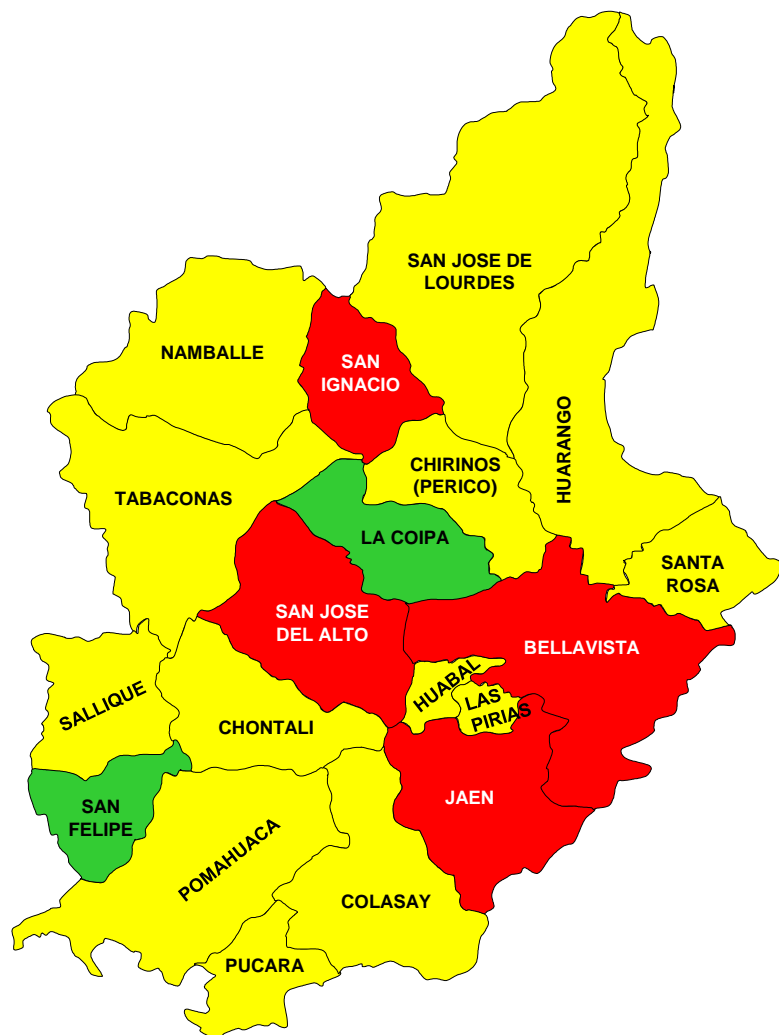 SAN JOSE DE
LOURDES
NAMBALLE
SAN
IGNACIO
HUARANGO
CHIRINOS
(PERICO)
TABACONAS
LA COIPA
SANTA
ROSA
SAN JOSE
DEL ALTO
BELLAVISTA
HUABAL
LAS
PIRIAS
SALLIQUE
CHONTALI
JAEN
SAN
FELIPE
POMAHUACA
COLASAY
PUCARA